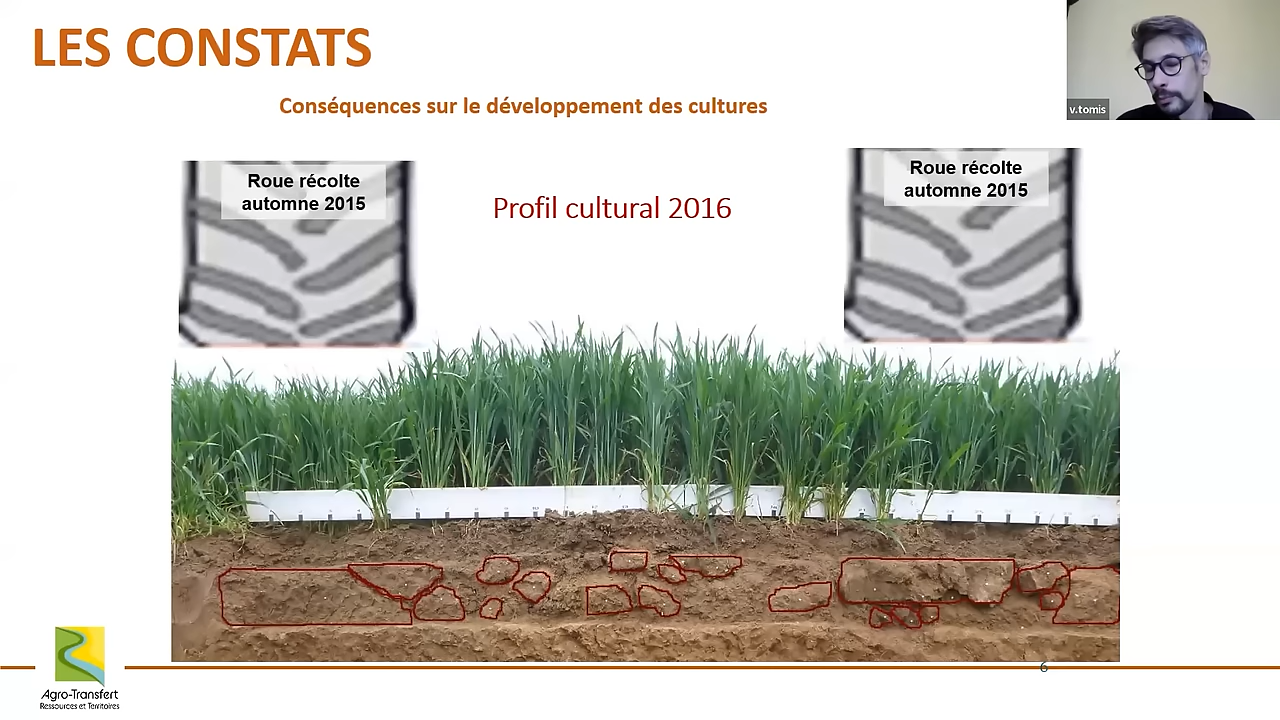 LES CONSTATS
v.tomis
Conséquences sur le développement des cultures
Roue récolte
automne 2015
Profil cultural 2016
Roue récolte
automne 2015
6
Agro-Transfert
Ressources et Territoires